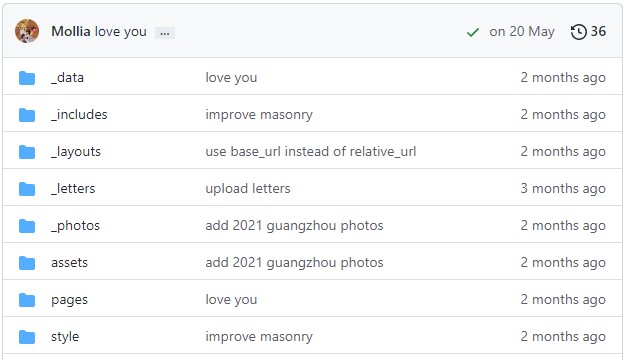 Mollia love you ... on 20 May 36
_data love you 2 months ago
_includes improve masonry 2 months ago
_layouts use base_url instead of relative_url 2 months ago
_letters upload letters 3 months ago
_photos add 2021 guangzhou photos 2 months ago
assets add 2021 guangzhou photos 2 months ago
pages love you 2 months ago
style improve masonry 2 months ago